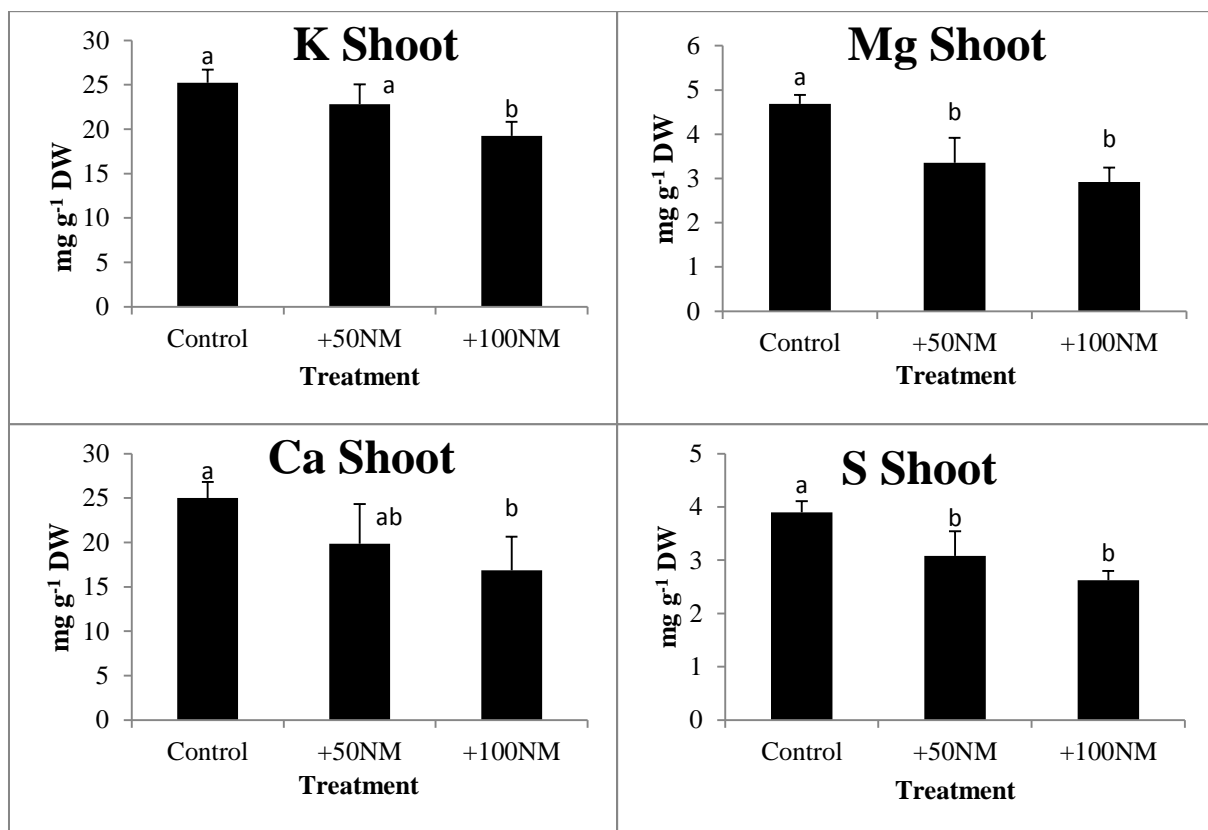 K Shoot
30
25
20
15
10
5
0
mg g⁻¹ DW
a
a
b
Control +50NM +100NM
Treatment
Mg Shoot
6
5
4
3
2
1
0
mg g⁻¹ DW
a
b
b
Control +50NM +100NM
Treatment
Ca Shoot
30
25
20
15
10
5
0
mg g⁻¹ DW
a
ab
b
Control +50NM +100NM
Treatment
S Shoot
5
4
3
2
1
0
mg g⁻¹ DW
a
b
b
Control +50NM +100NM
Treatment